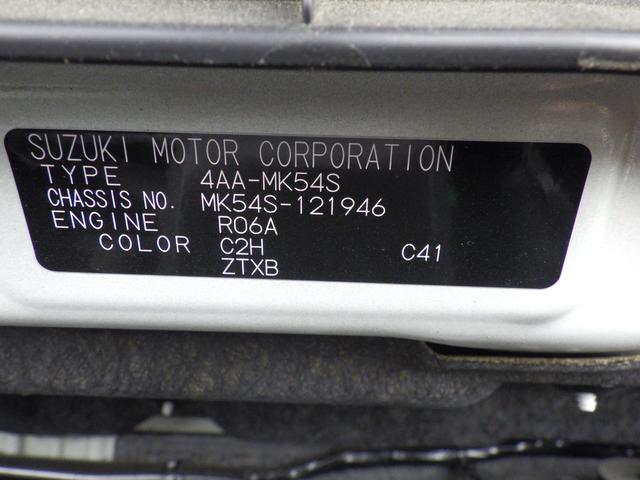 SUZUKI MOTOR CORPORATION
TYPE 4AA-MK54S
CHASSIS NO. MK54S-121946
ENGINE R06A
COLOR C2H C41
ZTXB